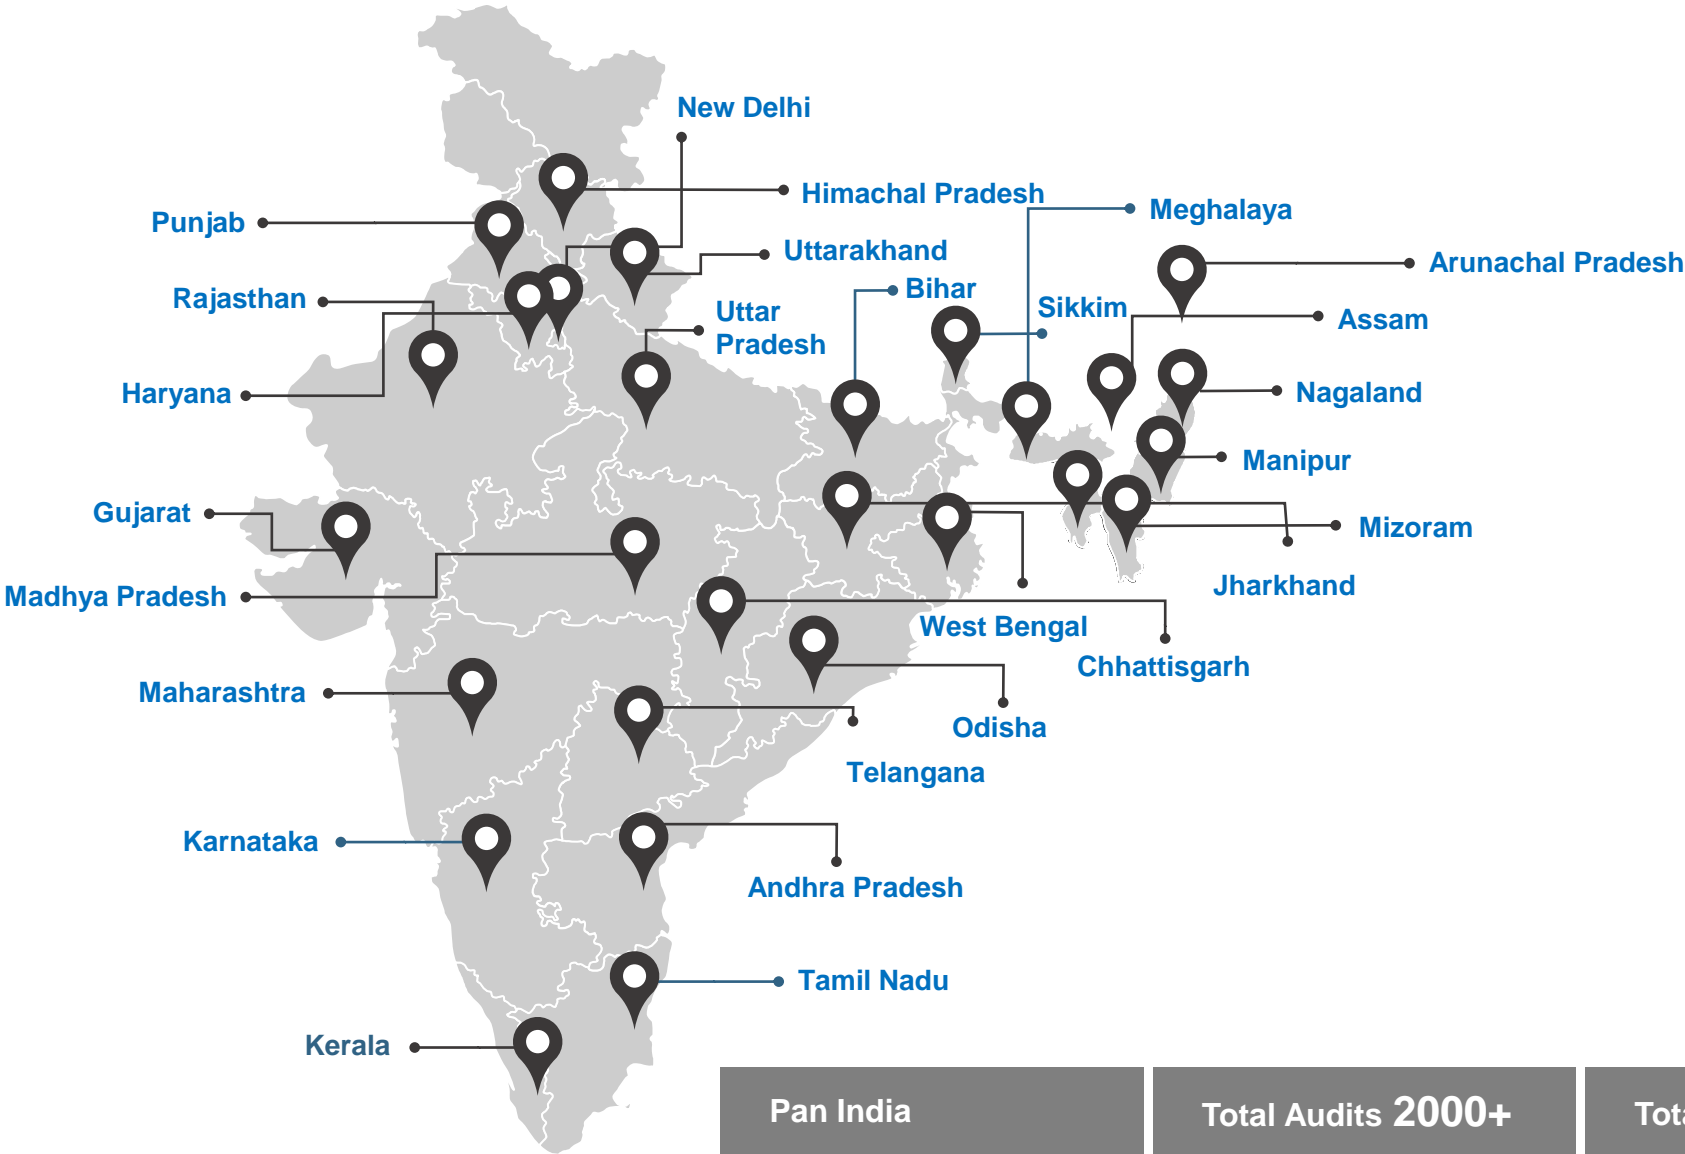 New Delhi
Himachal Pradesh
Meghalaya
Punjab
Uttarakhand
Arunachal Pradesh
Rajasthan
Bihar
Sikkim
Uttar
Pradesh
Assam
Haryana
Nagaland
Manipur
Gujarat
Mizoram
Madhya Pradesh
Jharkhand
West Bengal
Chhattisgarh
Maharashtra
Odisha
Telangana
Karnataka
Andhra Pradesh
Tamil Nadu
Kerala
Pan India
Total Audits 2000+